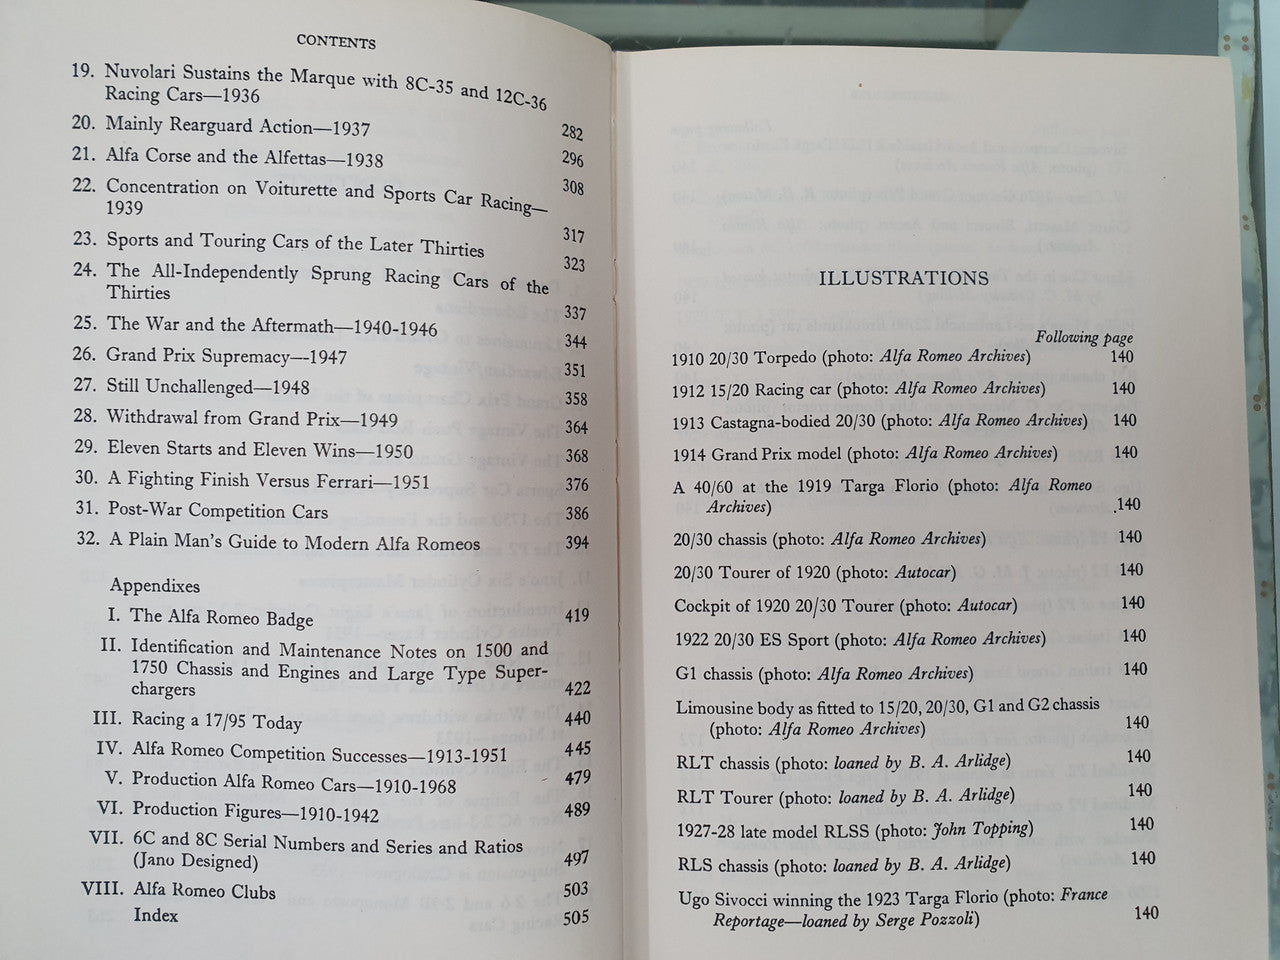 CONTENTS
19. Nuvolari Sustains the Marque with 8C-35 and 12C-36
Racing Cars—1936 282
20. Mainly Rearguard Action—1937 296
21. Alfa Corse and the Alfettas—1938 308
22. Concentration on Voiturette and Sports Car Racing—
1939 317
23. Sports and Touring Cars of the Later Thirties 323
24. The All-Independently Sprung Racing Cars of the
Thirties 337
25. The War and the Aftermath—1940-1946 344
26. Grand Prix Supremacy—1947 351
27. Still Unchallenged—1948 358
28. Withdrawal from Grand Prix—1949 364
29. Eleven Starts and Eleven Wins—1950 368
30. A Fighting Finish Versus Ferrari—1951 376
31. Post-War Competition Cars 386
32. A Plain Man's Guide to Modern Alfa Romeos 394
Appendixes
I. The Alfa Romeo Badge 419
II. Identification and Maintenance Notes on 1500 and
1750 Chassis and Engines and Large Type Super-
chargers 422
III. Racing a 17/95 Today 440
IV. Alfa Romeo Competition Successes—1913-1951 445
V. Production Alfa Romeo Cars—1910-1968 479
VI. Production Figures—1910-1942 489
VII. 6C and 8C Serial Numbers and Series and Ratios
(Jano Designed) 497
VIII. Alfa Romeo Clubs 503
Index 505
ILLUSTRATIONS
Following page
1910 20/30 Torpedo (photo: Alfa Romeo Archives) 140
1912 15/20 Racing car (photo: Alfa Romeo Archives) 140
1913 Castagna-bodied 20/30 (photo: Alfa Romeo Archives) 140
1914 Grand Prix model (photo: Alfa Romeo Archives) 140
A 40/60 at the 1919 Targa Florio (photo: Alfa Romeo
Archives) 140
20/30 chassis (photo: Alfa Romeo Archives) 140
20/30 Tourer of 1920 (photo: Autocar) 140
Cockpit of 1920 20/30 Tourer (photo: Autocar) 140
1922 20/30 ES Sport (photo: Alfa Romeo Archives) 140
G1 chassis (photo: Alfa Romeo Archives) 140
Limousine body as fitted to 15/20, 20/30, G1 and G2 chassis
(photo: Alfa Romeo Archives) 140
RLT chassis (photo: loaned by B. A. Arlidge) 140
RLT Tourer (photo: loaned by B. A. Arlidge) 140
1927-28 late model RLSS (photo: John Topping) 140
RLS chassis (photo: loaned by B. A. Arlidge) 140
Ugo Sivocci winning the 1923 Targa Florio (photo: France
Reportage—loaned by Serge Pozzoli) 140